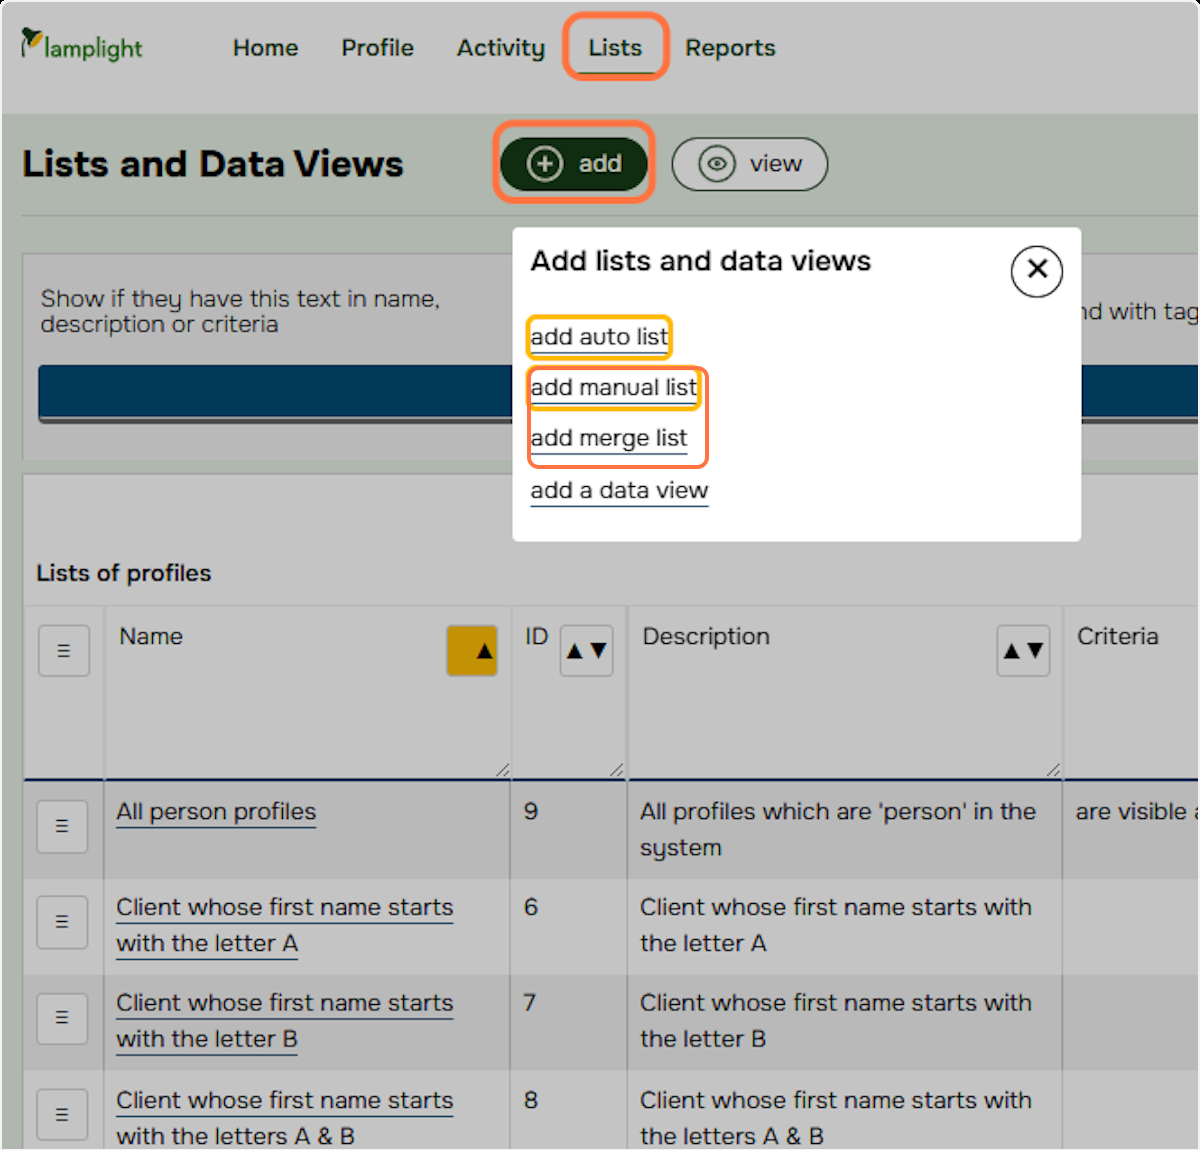 lamplight
Home Profile Activity Lists Reports
Lists and Data Views
add
view
Add lists and data views
add auto list
add manual list
add merge list
add a data view
Show if they have this text in name,
description or criteria
nd with tag
Lists of profiles
Name ID Description Criteria
All person profiles 9 All profiles which are 'person' in the are visible
system
Client whose first name starts 6 Client whose first name starts with
with the letter A the letter A
Client whose first name starts 7 Client whose first name starts with
with the letter B the letter B
Client whose first name starts 8 Client whose first name starts with
with the letters A & B the letters A & B